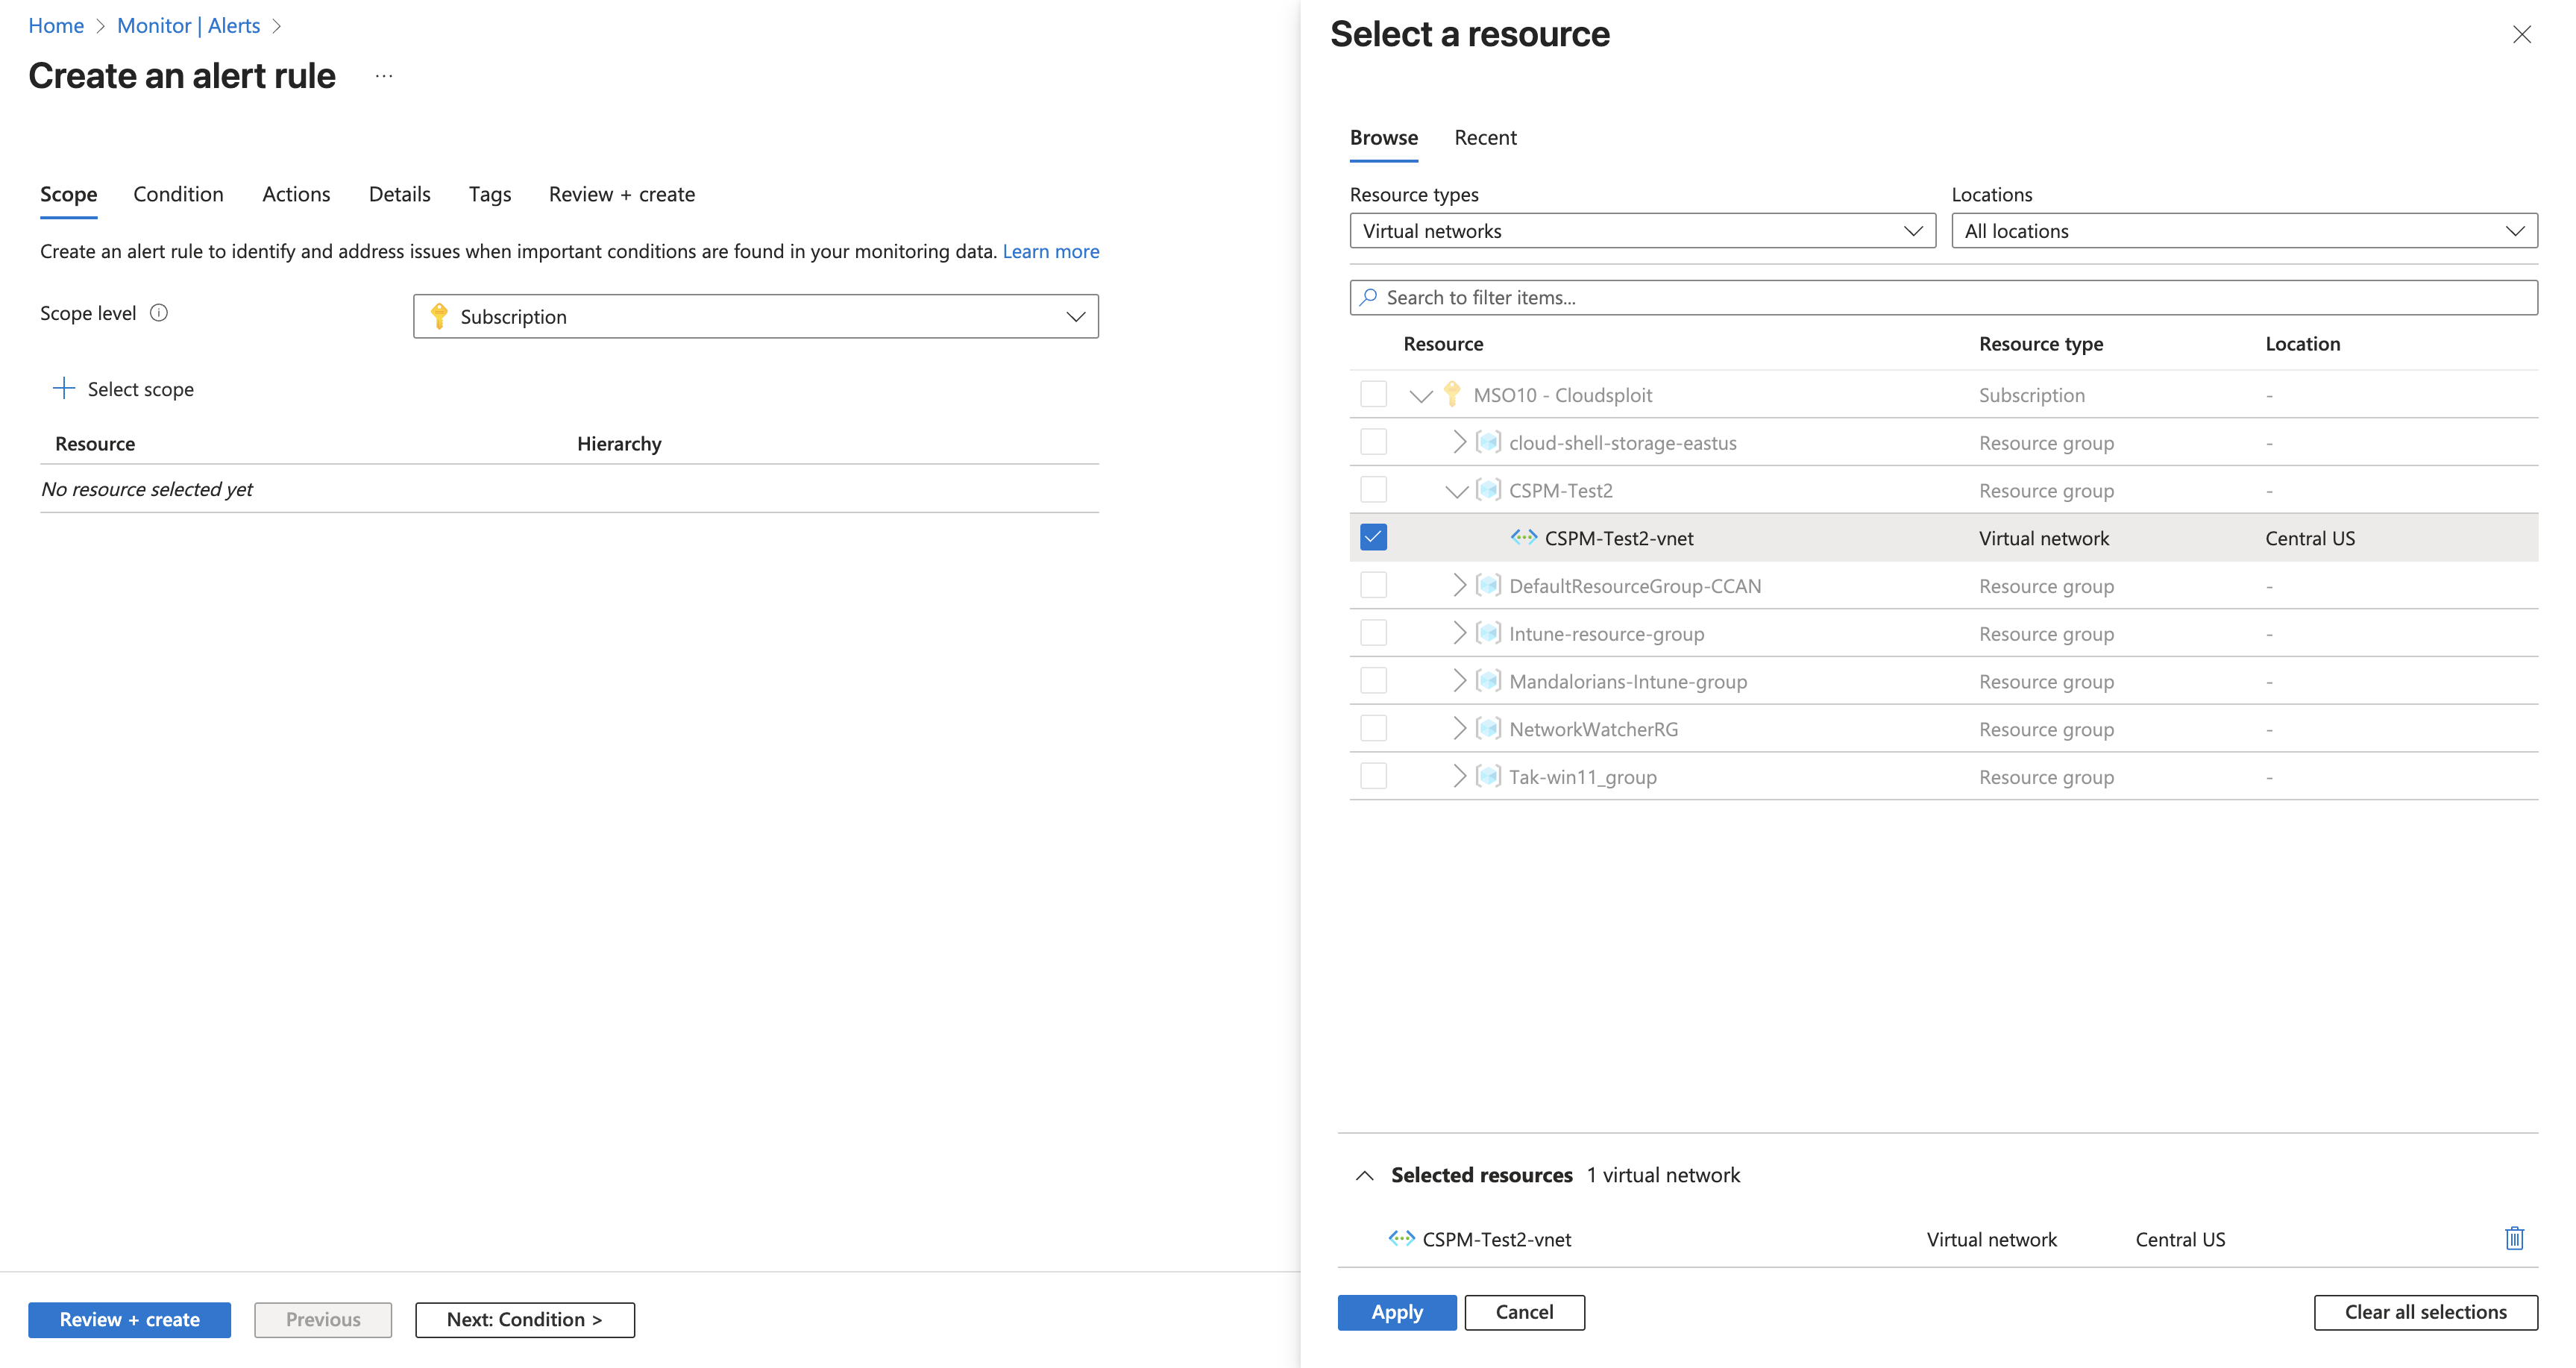 Home > Monitor | Alerts >
Create an alert rule ...
Scope Condition Actions Details Tags Review + create
Create an alert rule to identify and address issues when important conditions are found in your monitoring data. Learn more
Scope level
Subscription
Select scope
Resource Hierarchy
No resource selected yet
Review + create Previous Next: Condition >
Select a resource
Browse Recent
Resource types Locations
Virtual networks All locations
Search to filter items...
Resource Resource type Location
MSO10 - Cloudsploit Subscription -
cloud-shell-storage-eastus Resource group -
CSPM-Test2 Resource group -
CSPM-Test2-vnet Virtual network Central US
DefaultResourceGroup-CCAN Resource group -
Intune-resource-group Resource group -
Mandalorians-Intune-group Resource group -
NetworkWatcherRG Resource group -
Tak-win11_group Resource group -
Selected resources 1 virtual network
CSPM-Test2-vnet Virtual network Central US
Apply Cancel Clear all selections